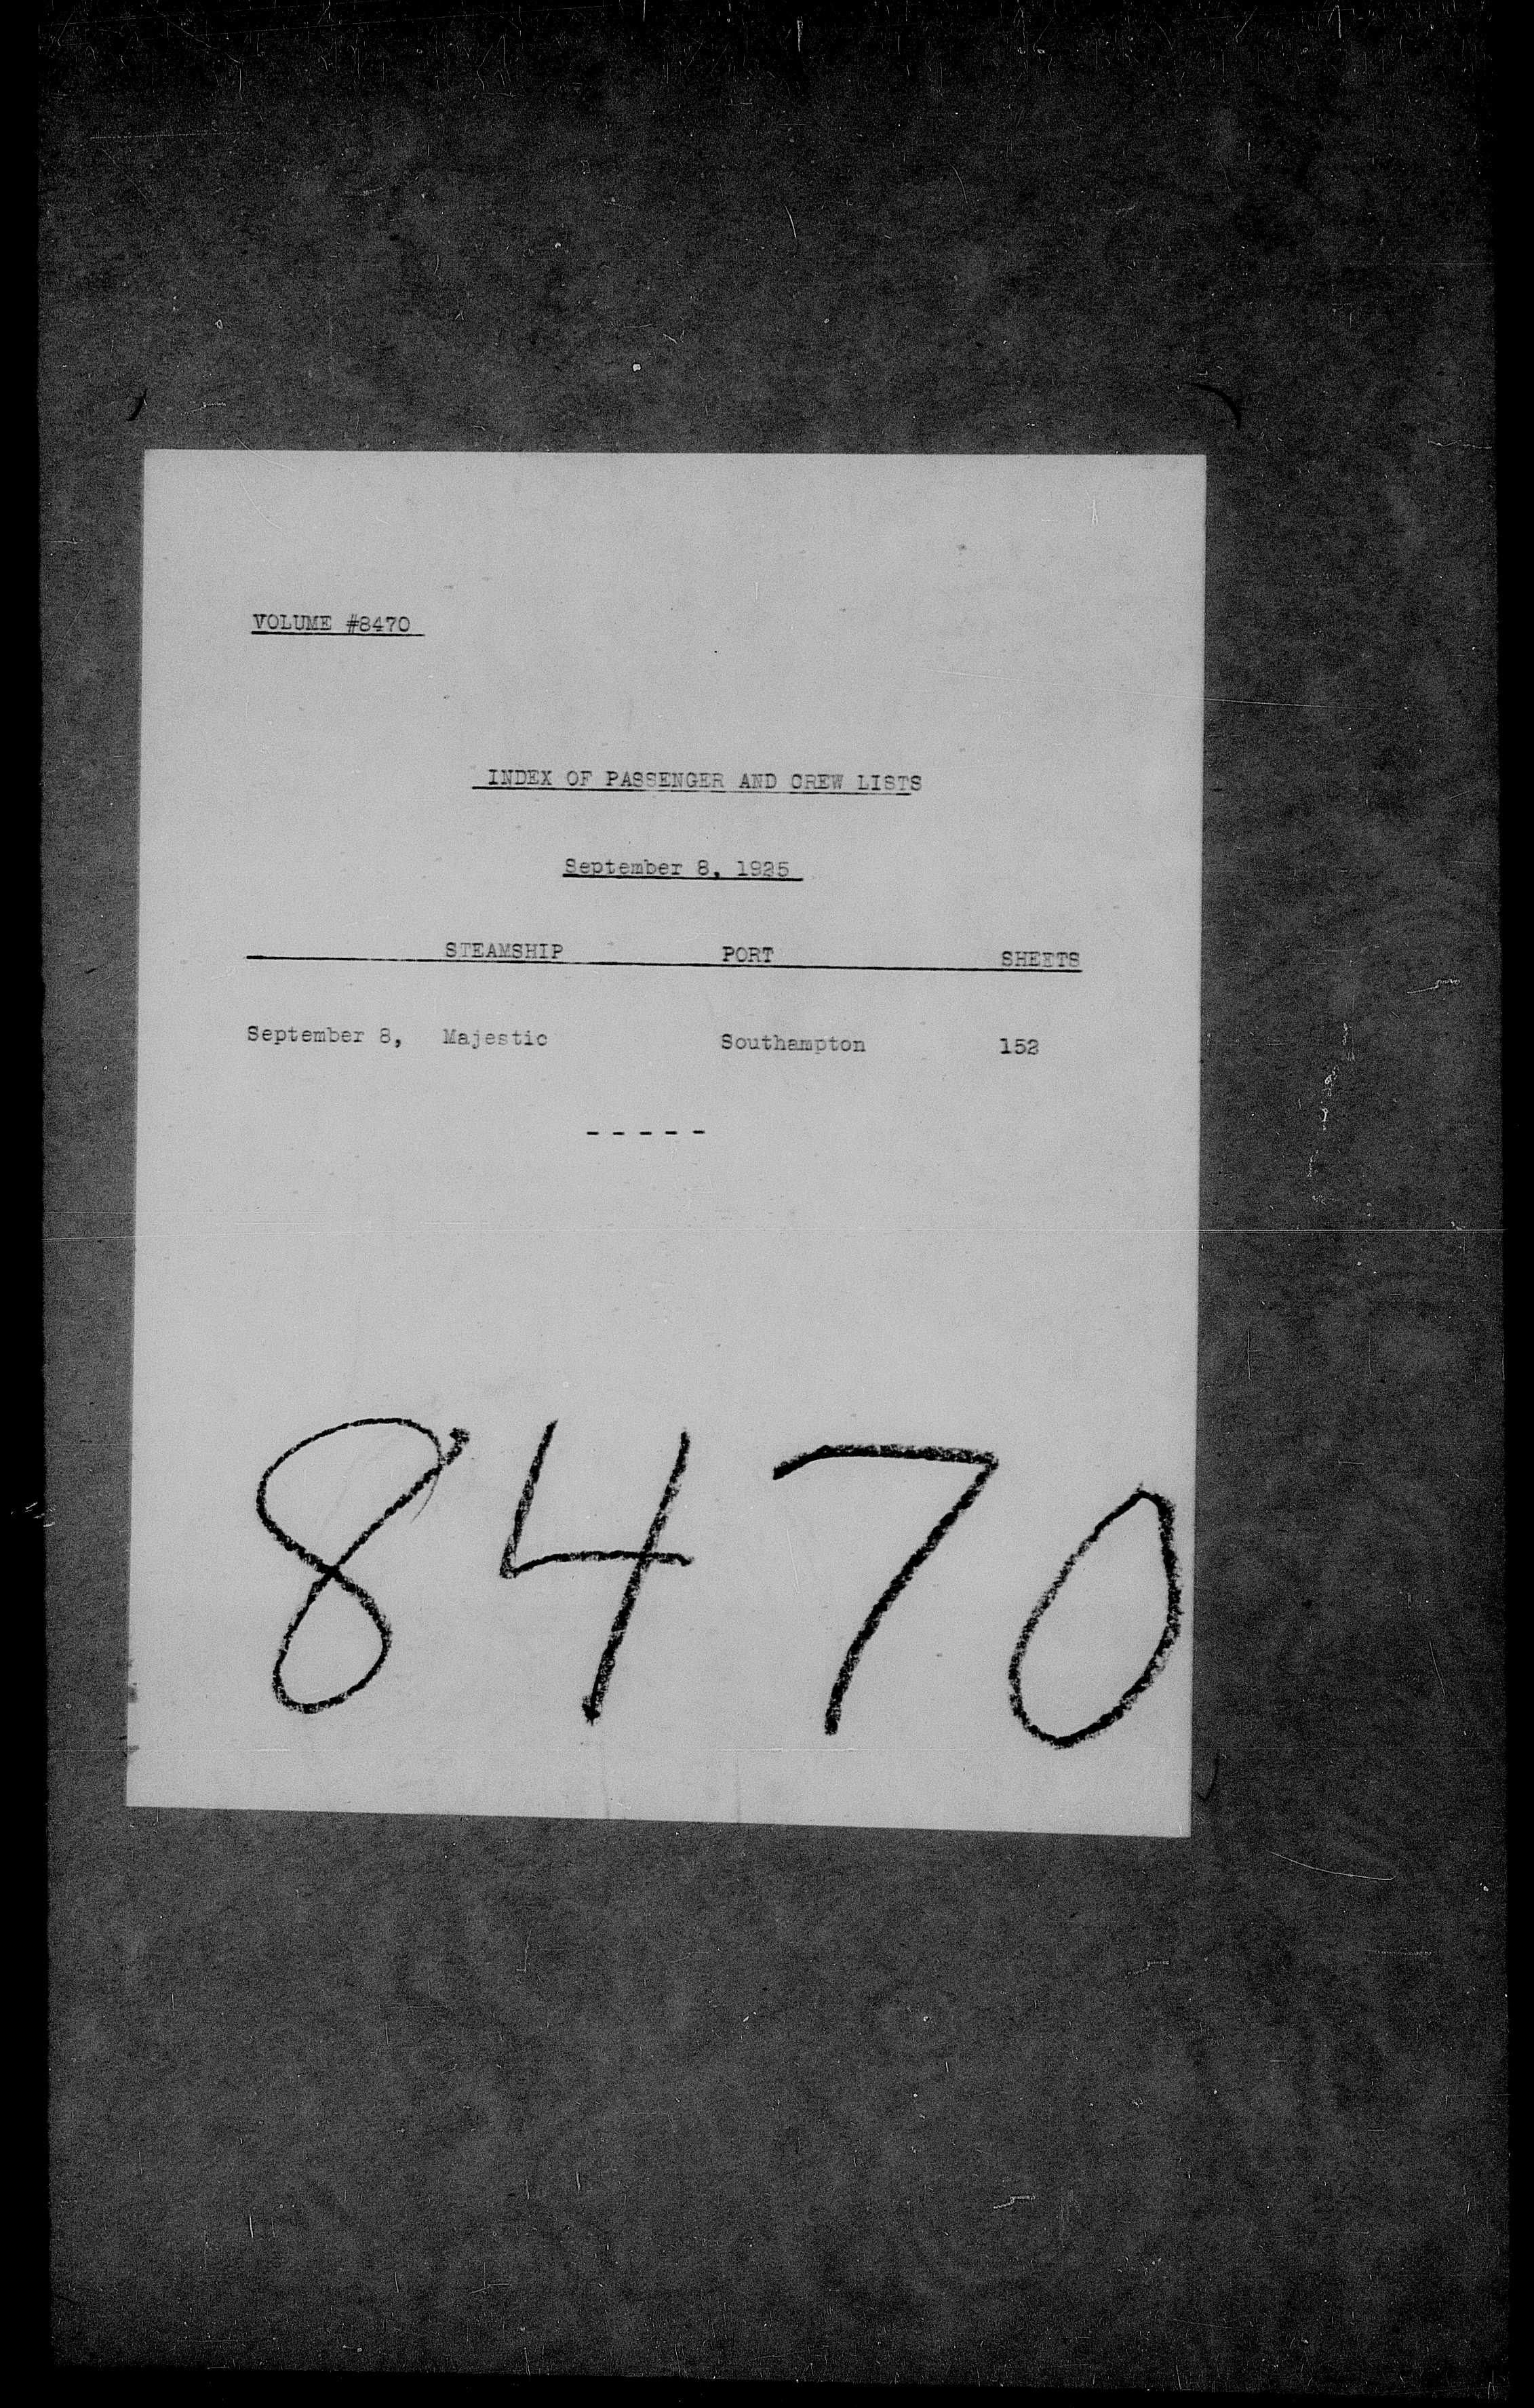 VOLUME #8470
INDEX OF PASSENGER AND CREW LISTS
September 8, 1925
STEAMSHIP PORT SHEETS
September 8, Majestic Southampton 152
- - - - -
8470